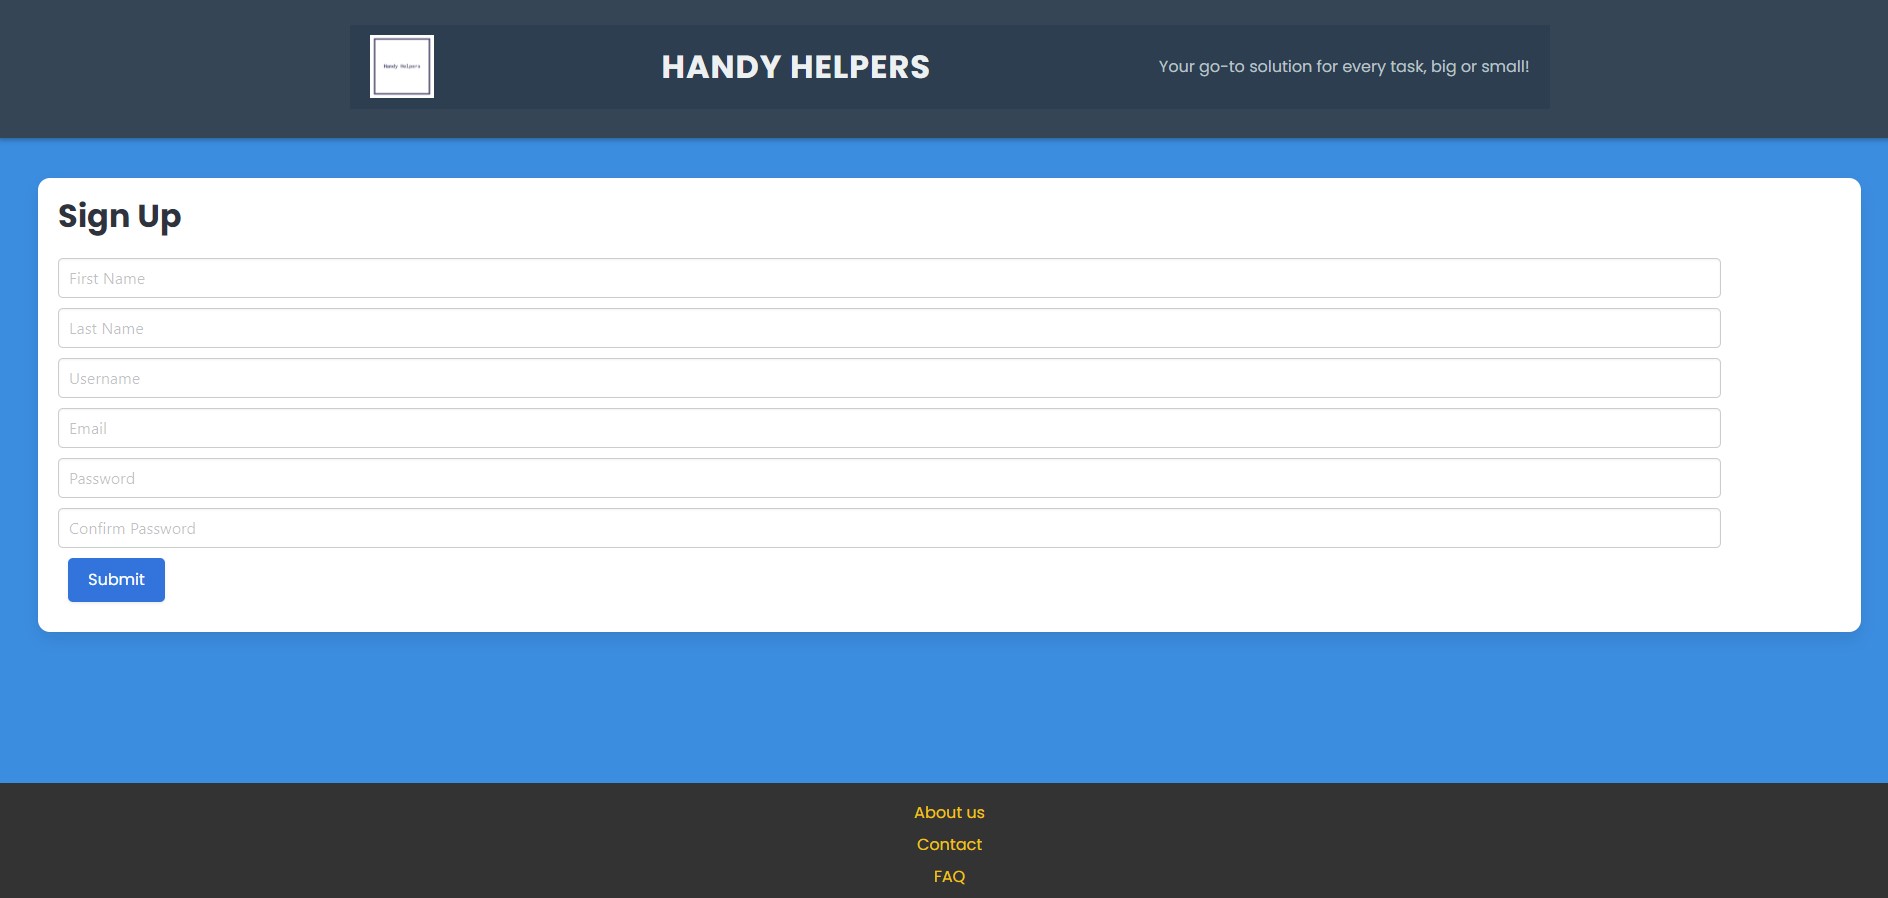 Handy Helpers
HANDY HELPERS
Your go-to solution for every task, big or small!
Sign Up
First Name
Last Name
Username
Email
Password
Confirm Password
Submit
About us
Contact
FAQ